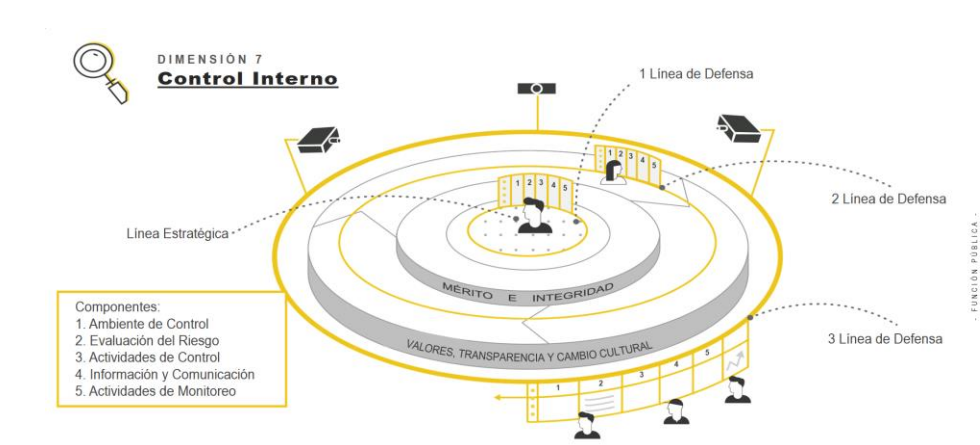 DIMENSIÓN 7
Control Interno
1 Línea de Defensa
1 2 3 4 5
1 2 3 4 5
2 Línea de Defensa
Línea Estratégica
- FUNCIÓN PÚBLICA -
MÉRITO E INTEGRIDAD
Componentes:
1. Ambiente de Control
2. Evaluación del Riesgo
3. Actividades de Control
4. Información y Comunicación
5. Actividades de Monitoreo
VALORES, TRANSPARENCIA Y CAMBIO CULTURAL
3 Línea de Defensa
1 2 3 4 5